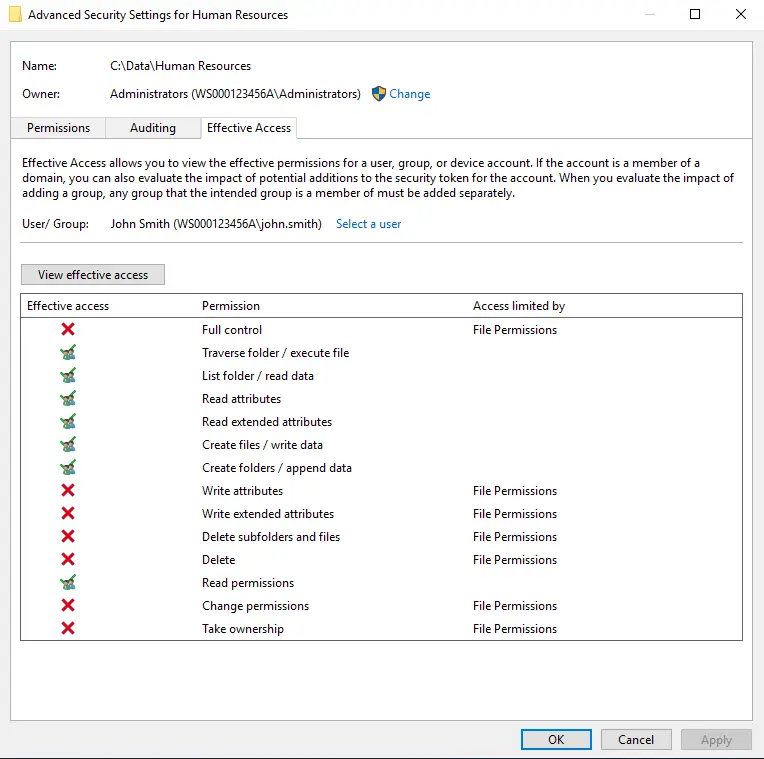 Advanced Security Settings for Human Resources
Name: C:\Data\Human Resources
Owner: Administrators (WS000123456A\Administrators) Change
Permissions Auditing Effective Access
Effective Access allows you to view the effective permissions for a user, group, or device account. If the account is a member of a
domain, you can also evaluate the impact of potential additions to the security token for the account. When you evaluate the impact of
adding a group, any group that the intended group is a member of must be added separately.
User/ Group: John Smith (WS000123456A\john.smith) Select a user
View effective access
Effective access Permission Access limited by
Full control File Permissions
Traverse folder / execute file
List folder / read data
Read attributes
Read extended attributes
Create files / write data
Create folders / append data
Write attributes File Permissions
Write extended attributes File Permissions
Delete subfolders and files File Permissions
Delete File Permissions
Read permissions
Change permissions File Permissions
Take ownership File Permissions
OK Cancel Apply